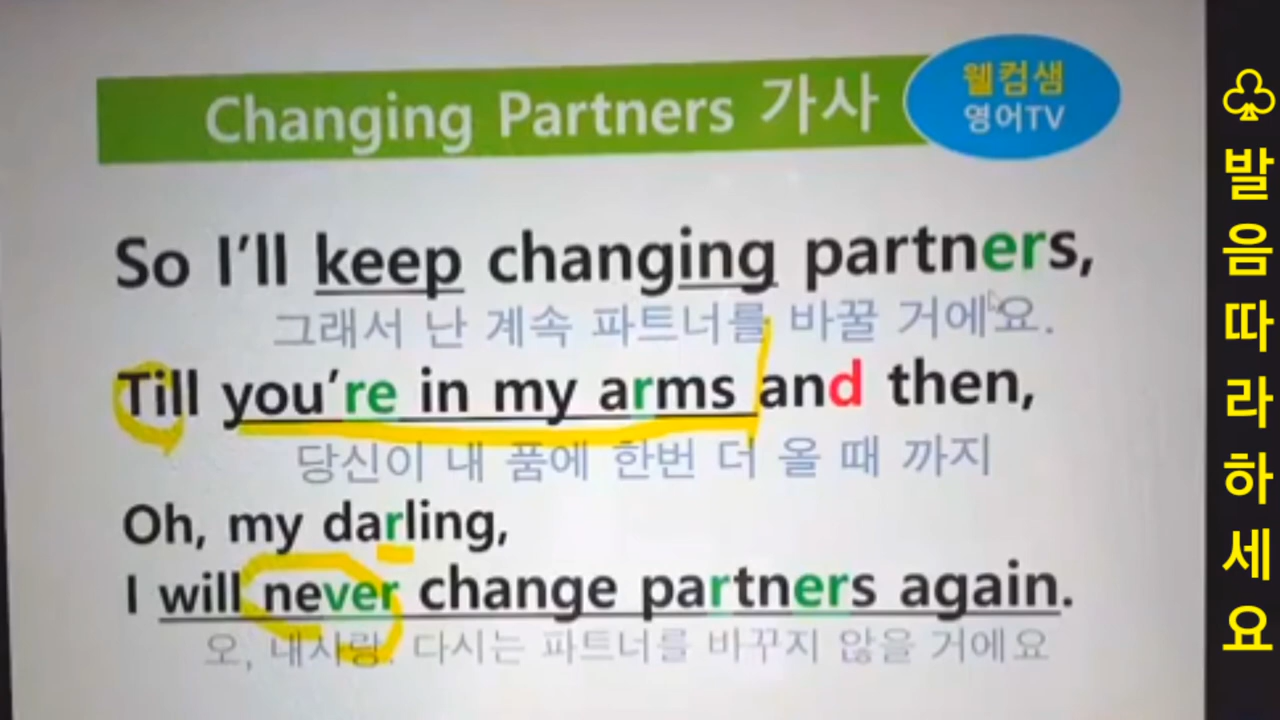 Changing Partners 가사
웰컴샘
영어TV
So I'll keep changing partners,
그래서 난 계속 파트너를 바꿀 거에요.
Till you're in my arms and then,
당신이 내 품에 한번 더 올 때 까지
Oh, my darling,
I will never change partners again.
오, 내사랑. 다시는 파트너를 바꾸지 않을 거에요
♧발음따라하세요